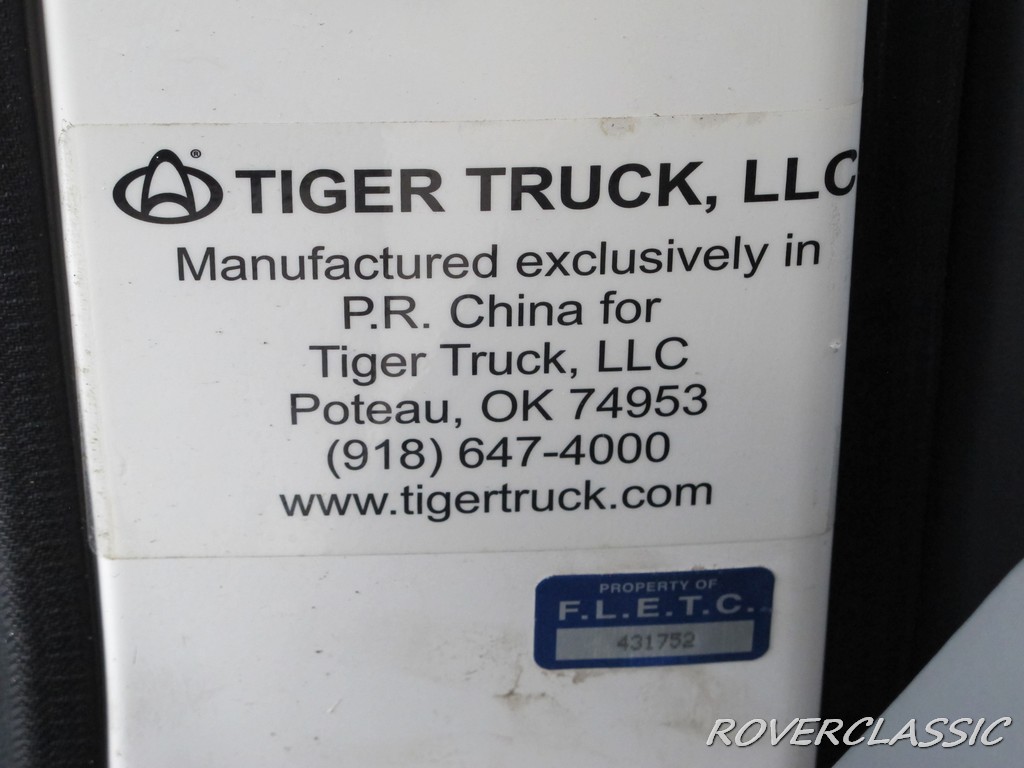 ® TIGER TRUCK, LLC
Manufactured exclusively in
P.R. China for
Tiger Truck, LLC
Poteau, OK 74953
(918) 647-4000
www.tigertruck.com
PROPERTY OF
F.L.E.T.C.
431752
ROVERCLASSIC